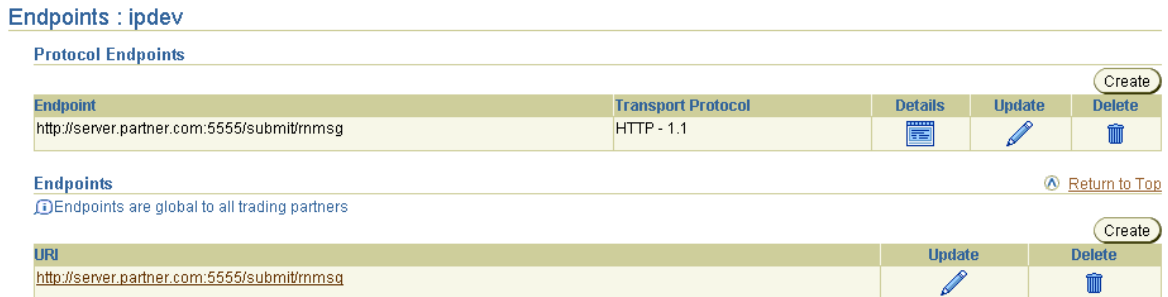 Endpoints : ipdev
Protocol Endpoints
Create
Endpoint Transport Protocol Details Update Delete
http://server.partner.com:5555/submit/rnmsg HTTP - 1.1
Endpoints Return to Top
Endpoints are global to all trading partners
Create
URI Update Delete
http://server.partner.com:5555/submit/rnmsg